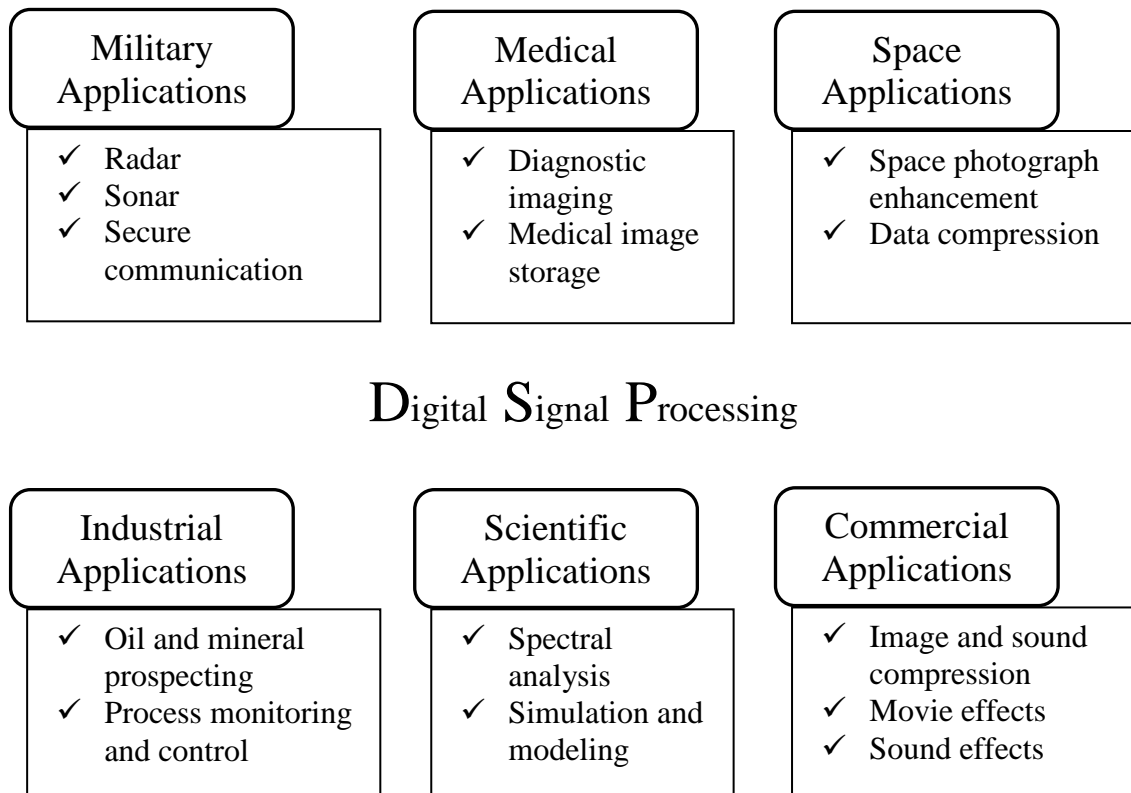 Military
Applications
✓ Radar
✓ Sonar
✓ Secure
communication
Medical
Applications
✓ Diagnostic
imaging
✓ Medical image
storage
Space
Applications
✓ Space photograph
enhancement
✓ Data compression
Digital Signal Processing
Industrial
Applications
✓ Oil and mineral
prospecting
✓ Process monitoring
and control
Scientific
Applications
✓ Spectral
analysis
✓ Simulation and
modeling
Commercial
Applications
✓ Image and sound
compression
✓ Movie effects
✓ Sound effects